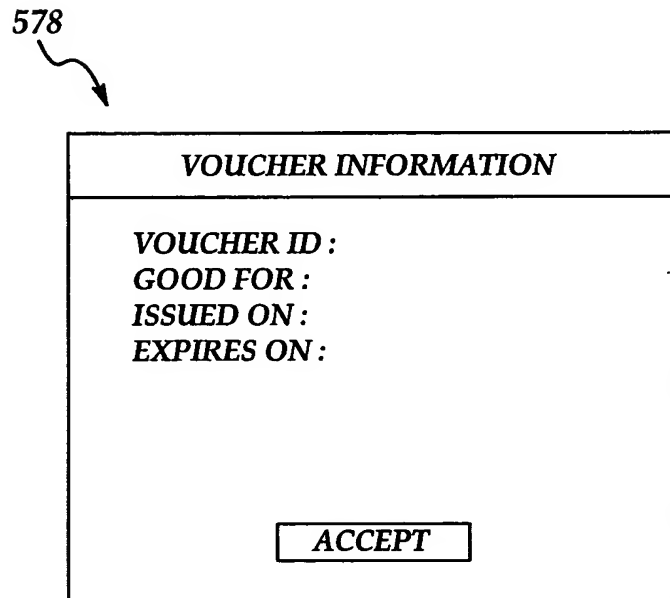 578
VOUCHER INFORMATION
VOUCHER ID :
GOOD FOR :
ISSUED ON :
EXPIRES ON :
ACCEPT